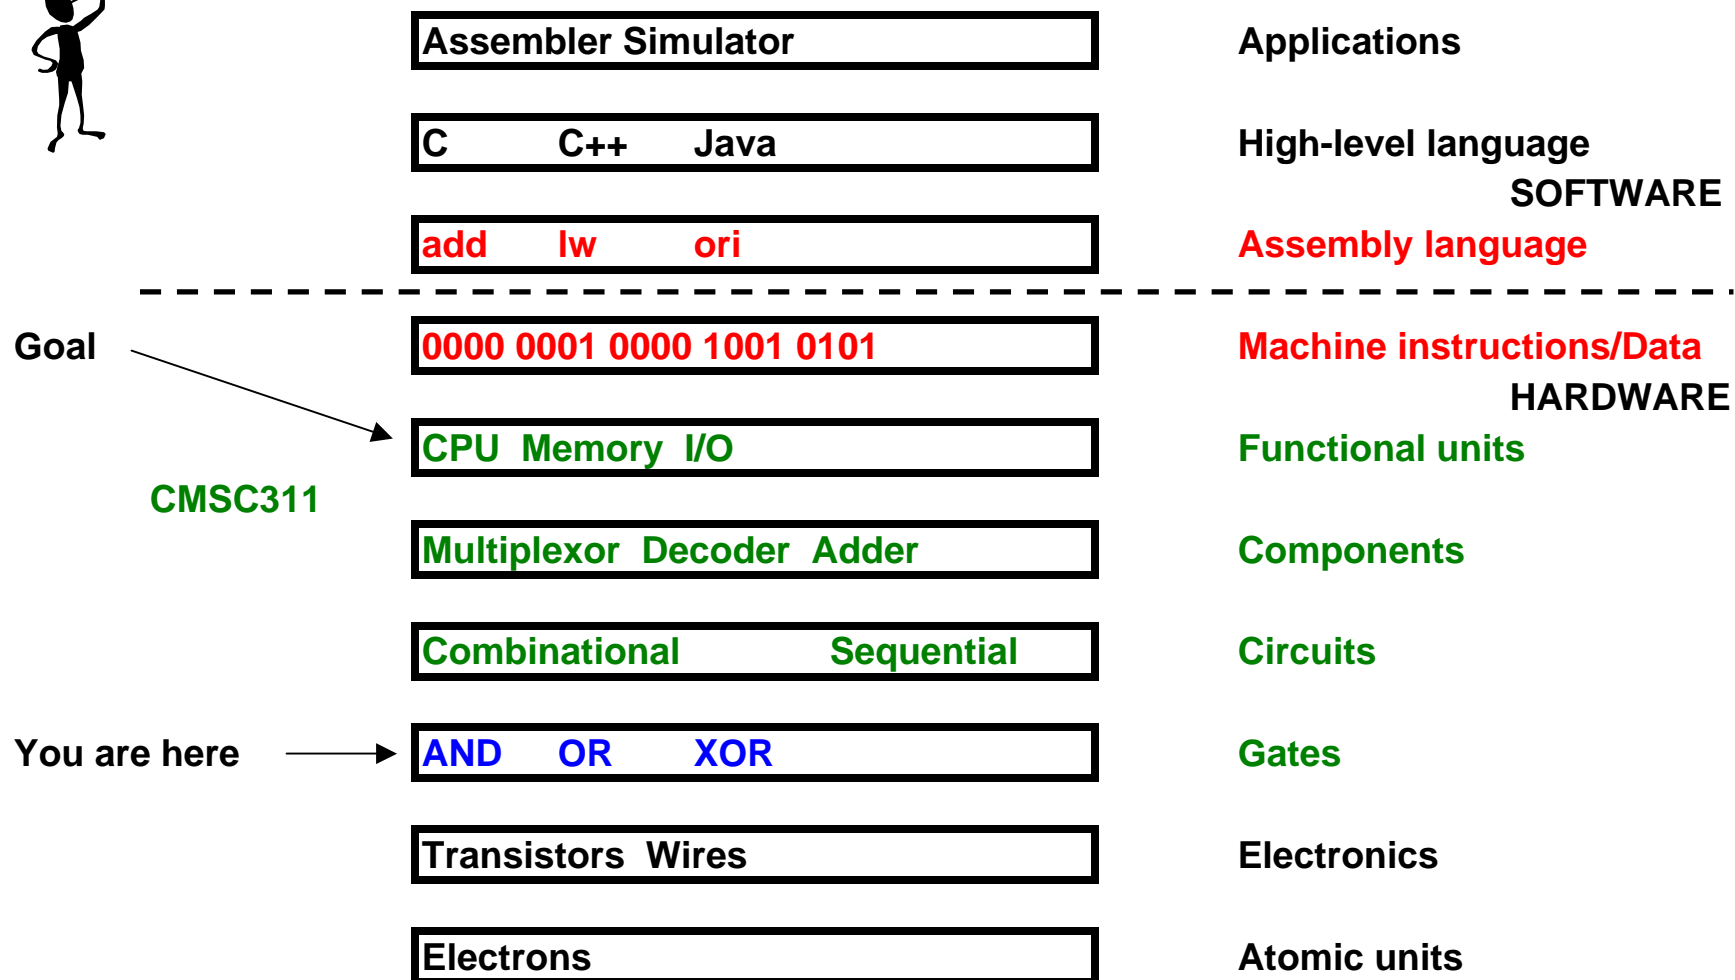 Assembler Simulator Applications
C C++ Java High-level language
SOFTWARE
add lw ori Assembly language
Goal 0000 0001 0000 1001 0101 Machine instructions/Data
HARDWARE
CPU Memory I/O Functional units
CMSC311
Multiplexor Decoder Adder Components
Combinational Sequential Circuits
You are here AND OR XOR Gates
Transistors Wires Electronics
Electrons Atomic units